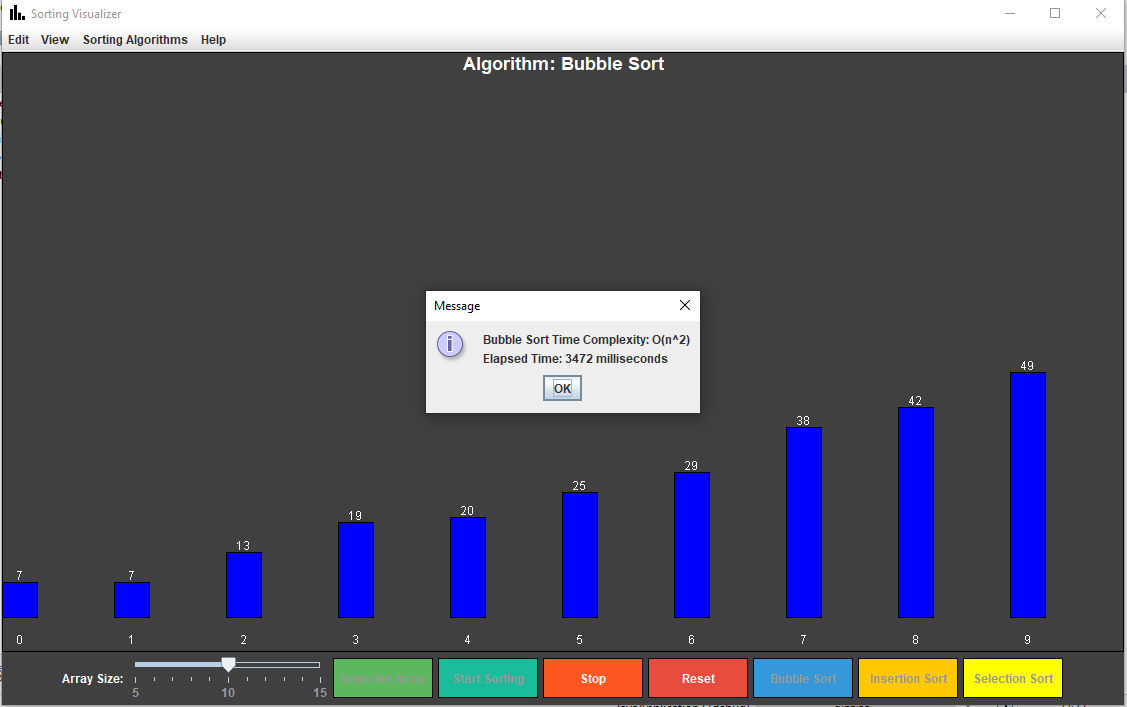 Sorting Visualizer
Edit View Sorting Algorithms Help
Algorithm: Bubble Sort
Message
Bubble Sort Time Complexity: O(n^2)
Elapsed Time: 3472 milliseconds
OK
49
42
38
29
25
20
19
13
7 7
0 1 2 3 4 5 6 7 8 9
Array Size: 5 10 15 Generate Array Start Sorting Stop Reset Bubble Sort Insertion Sort Selection Sort